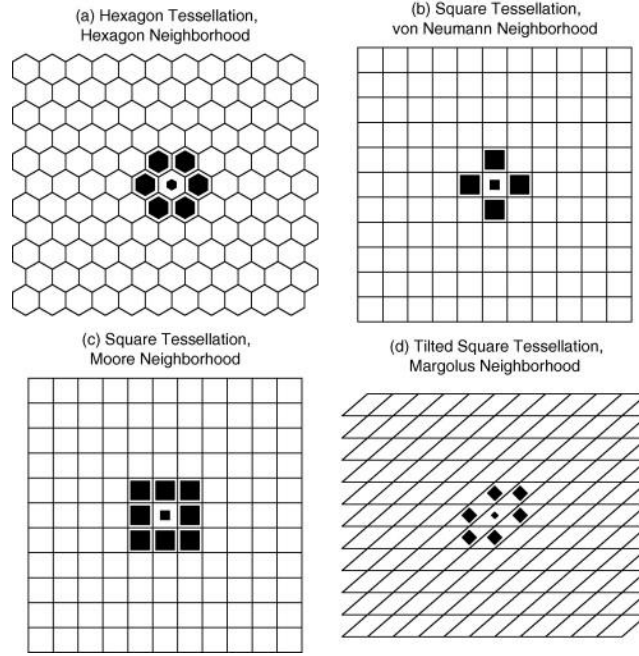 (a) Hexagon Tessellation,
Hexagon Neighborhood
(b) Square Tessellation,
von Neumann Neighborhood
(c) Square Tessellation,
Moore Neighborhood
(d) Tilted Square Tessellation,
Margolus Neighborhood